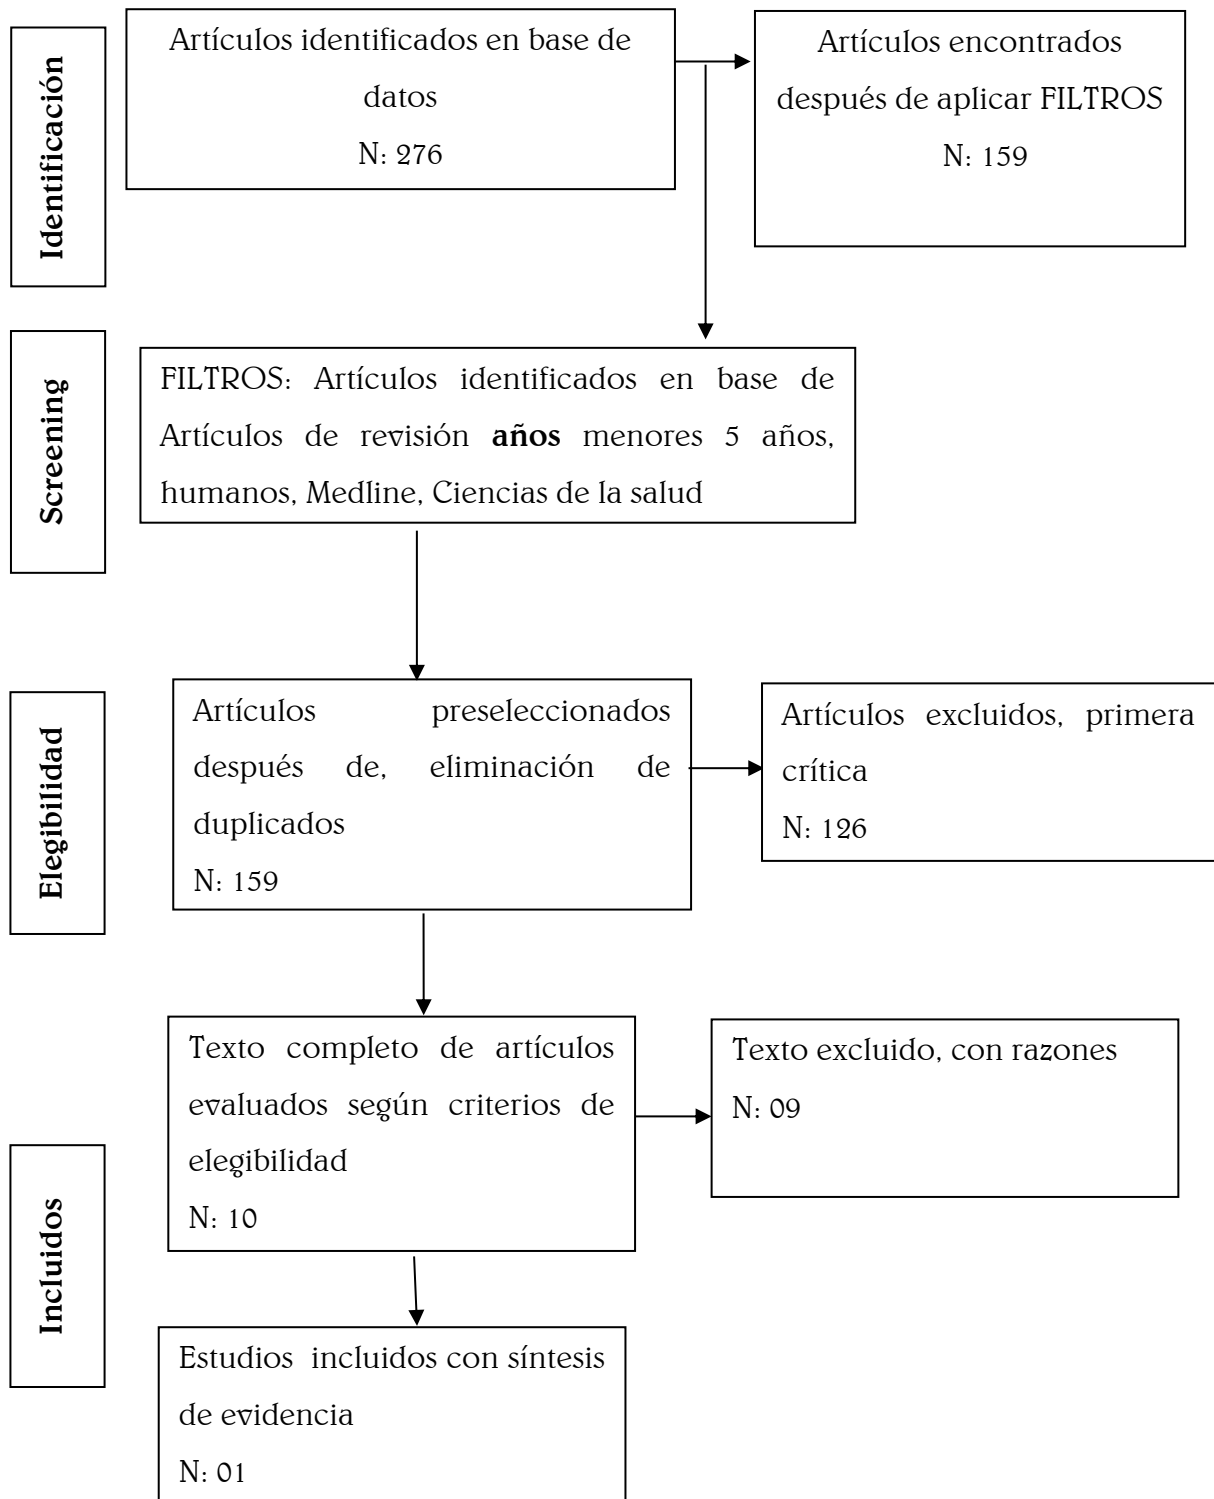 Identificación
Artículos identificados en base de
datos
N: 276
Artículos encontrados
después de aplicar FILTROS
N: 159
Screening
FILTROS: Artículos identificados en base de
Artículos de revisión años menores 5 años,
humanos, Medline, Ciencias de la salud
Elegibilidad
Artículos preseleccionados
después de, eliminación de
duplicados
N: 159
Artículos excluidos, primera
crítica
N: 126
Texto completo de artículos
evaluados según criterios de
elegibilidad
N: 10
Texto excluido, con razones
N: 09
Incluidos
Estudios incluidos con síntesis
de evidencia
N: 01